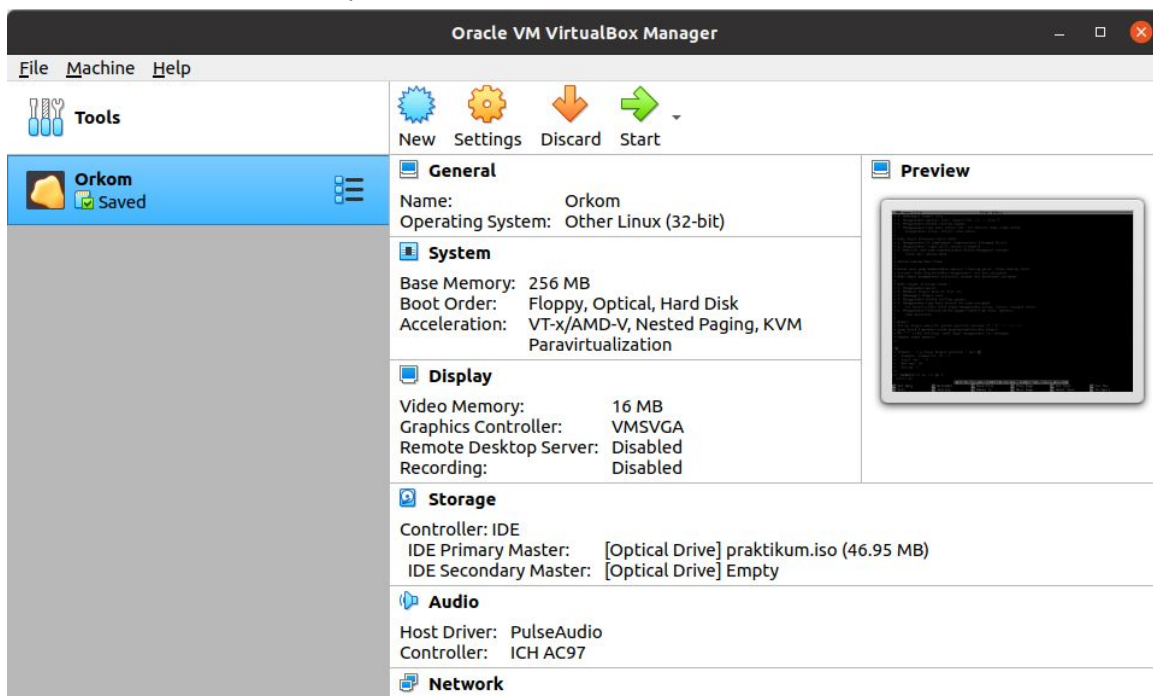 Oracle VM VirtualBox Manager
File Machine Help
Tools
New Settings Discard Start
Orkom
Saved
General
Name: Orkom
Operating System: Other Linux (32-bit)
System
Base Memory: 256 MB
Boot Order: Floppy, Optical, Hard Disk
Acceleration: VT-x/AMD-V, Nested Paging, KVM
Paravirtualization
Display
Video Memory: 16 MB
Graphics Controller: VMSVGA
Remote Desktop Server: Disabled
Recording: Disabled
Preview
Storage
Controller: IDE
IDE Primary Master: [Optical Drive] praktikum.iso (46.95 MB)
IDE Secondary Master: [Optical Drive] Empty
Audio
Host Driver: PulseAudio
Controller: ICH AC97
Network